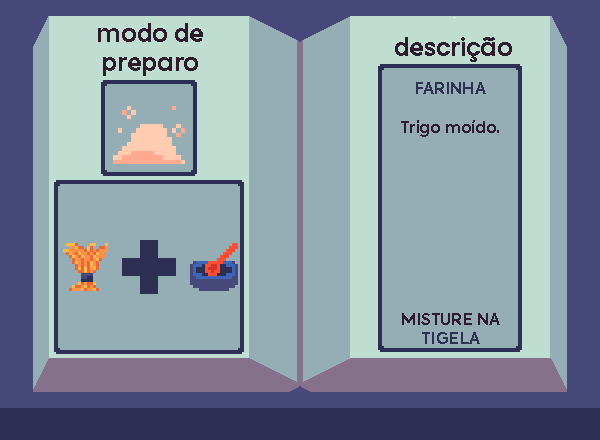 modo de
preparo
descrição
FARINHA
Trigo moído.
MISTURE NA
TIGELA